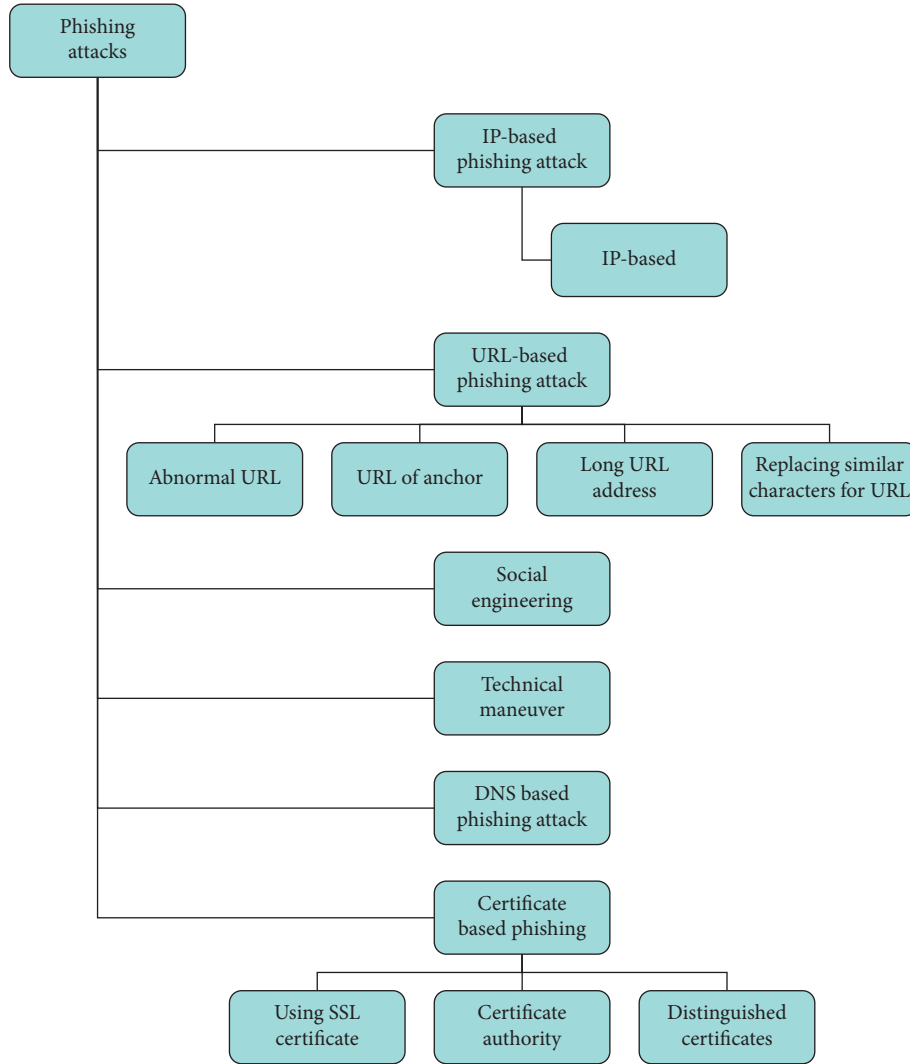 Phishing
attacks
IP-based
phishing attack
IP-based
URL-based
phishing attack
Abnormal URL
URL of anchor
Long URL
address
Replacing similar
characters for URL
Social
engineering
Technical
maneuver
DNS based
phishing attack
Certificate
based phishing
Using SSL
certificate
Certificate
authority
Distinguished
certificates